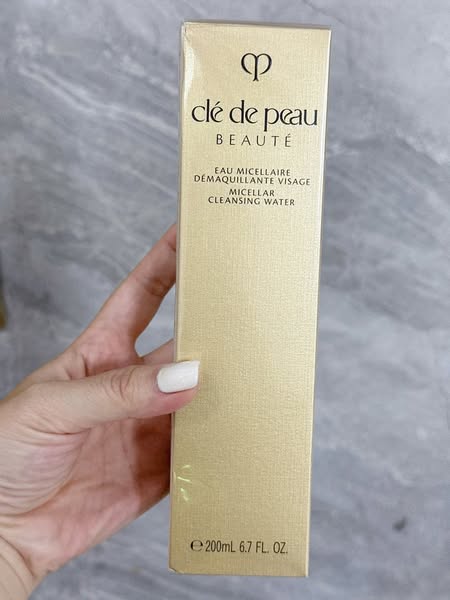 clé de peau
BEAUTÉ
EAU MICELLAIRE
DÉMAQUILLANTE VISAGE
MICELLAR
CLEANSING WATER
℮ 200mL 6.7 FL. OZ.